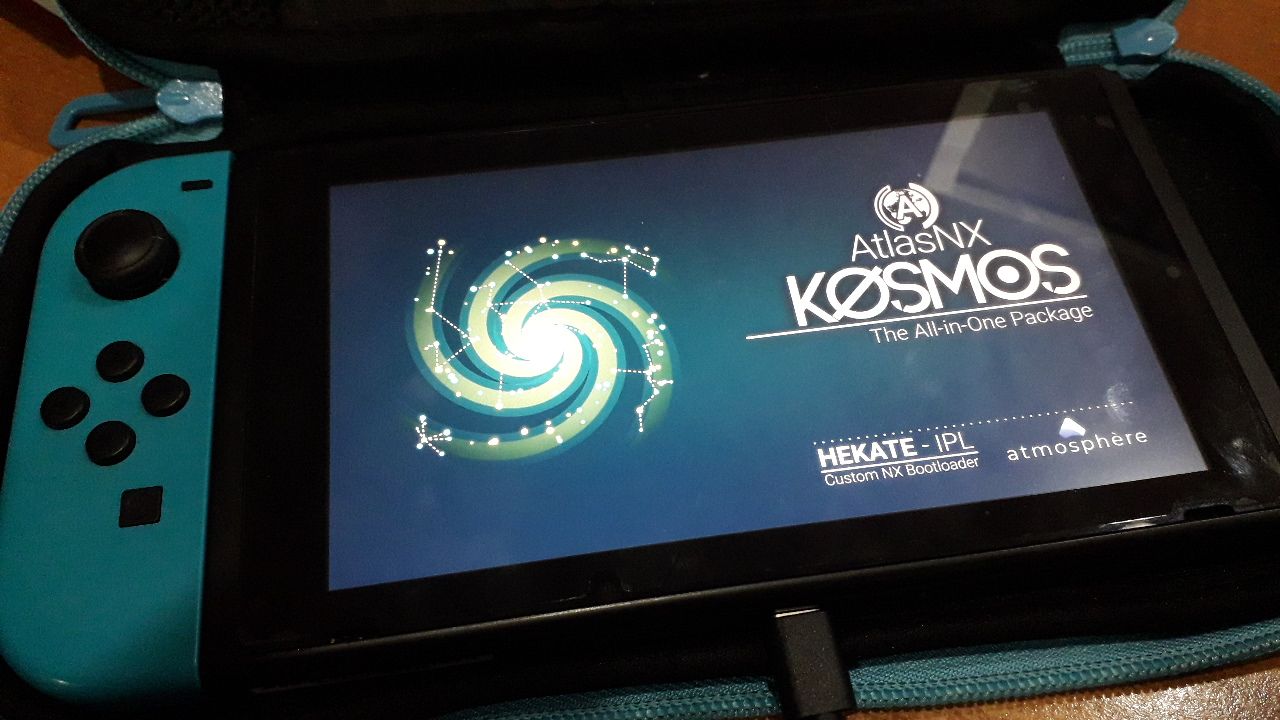 A
AtlasNX
KØSMOS
The All-in-One Package
HEKATE - IPL
Custom NX Bootloader
atmosphère